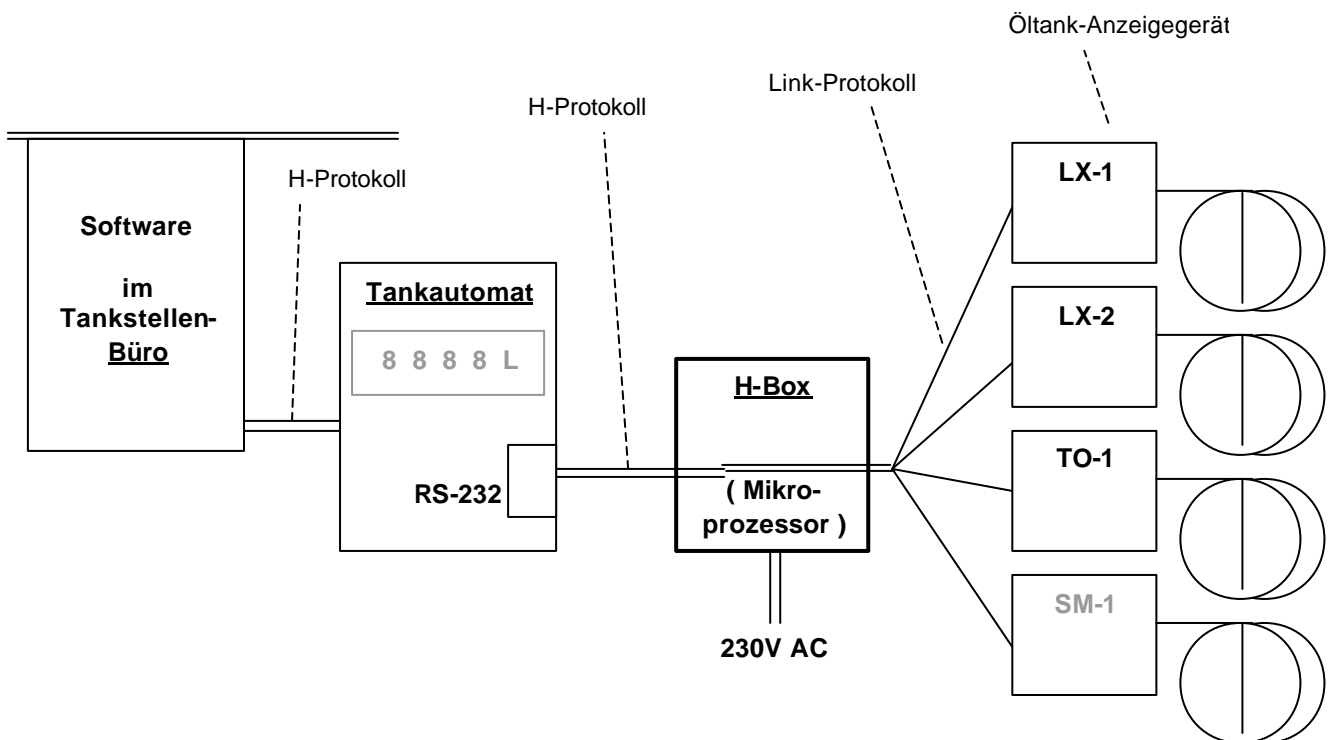 Öltank-Anzeigegerät
Link-Protokoll
H-Protokoll
H-Protokoll
Software
im
Tankstellen-
Büro
Tankautomat
8 8 8 8 L
RS-232
H-Box
( Mikro-
prozessor )
230V AC
LX-1
LX-2
TO-1
SM-1